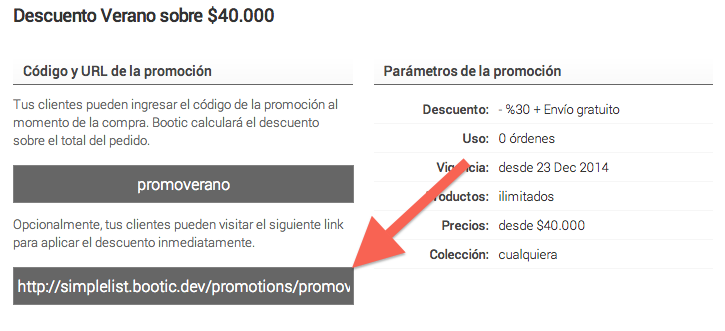 Descuento Verano sobre $40.000
Código y URL de la promoción
Tus clientes pueden ingresar el código de la promoción al
momento de la compra. Bootic calculará el descuento
sobre el total del pedido.
promoverano
Opcionalmente, tus clientes pueden visitar el siguiente link
para aplicar el descuento inmediatamente.
http://simplelist.bootic.dev/promotions/promov
Parámetros de la promoción
Descuento: - %30 + Envío gratuito
Uso: 0 órdenes
desde 23 Dec 2014
ilimitados
Precios: desde $40.000
Colección: cualquiera